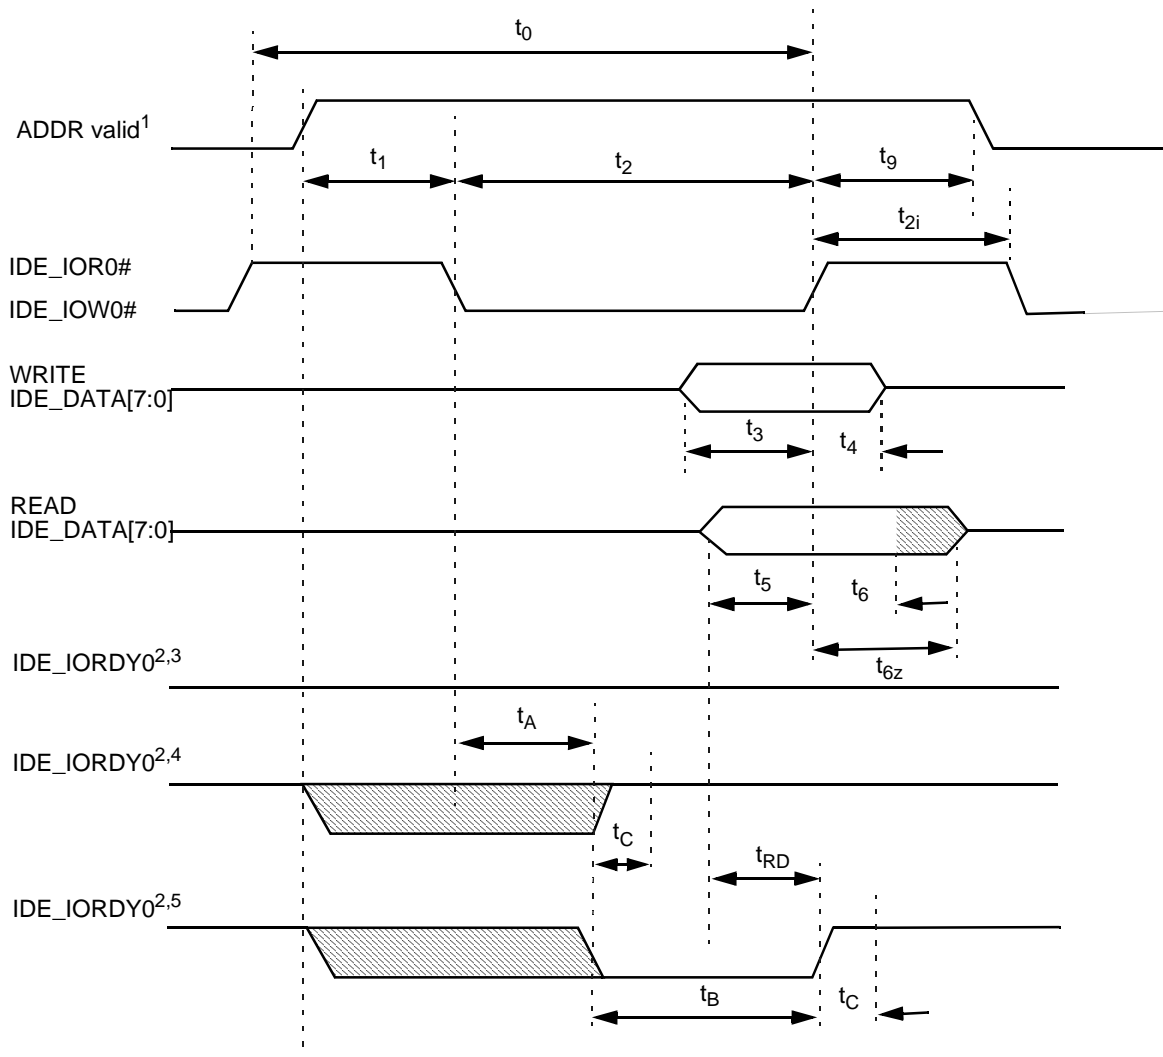 t0
ADDR valid1
t1
t2
t9
t2i
IDE_IOR0#
IDE_IOW0#
WRITE
IDE_DATA[7:0]
t3
t4
READ
IDE_DATA[7:0]
t5
t6
IDE_IORDY02,3
t6z
tA
IDE_IORDY02,4
tC
tRD
IDE_IORDY02,5
tB
tC